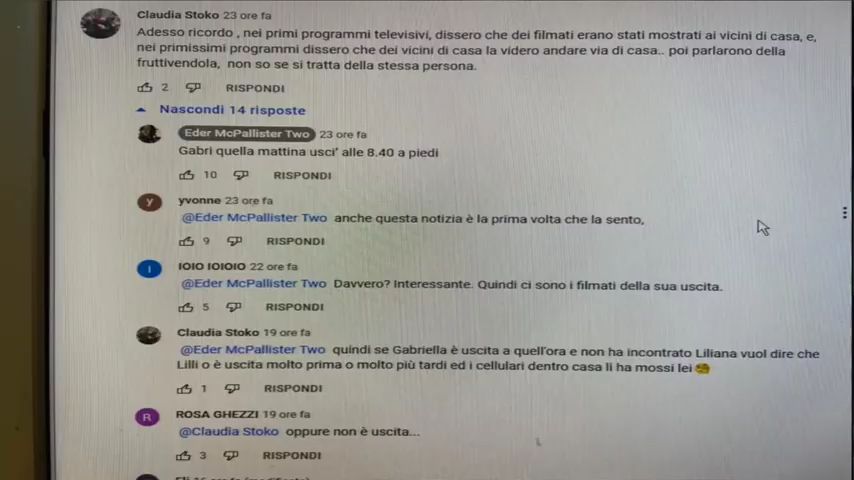 Claudia Stoko 23 ore fa
Adesso ricordo , nei primi programmi televisivi, dissero che dei filmati erano stati mostrati ai vicini di casa, e,
nei primissimi programmi dissero che dei vicini di casa la videro andare via di casa.. poi parlarono della
fruttivendola, non so se si tratta della stessa persona.
2 RISPONDI
Nascondi 14 risposte
Eder McPallister Two 23 ore fa
Gabri quella mattina usci' alle 8.40 a piedi
10 RISPONDI
y yvonne 23 ore fa
@Eder McPallister Two anche questa notizia è la prima volta che la sento,
9 RISPONDI
I IOIO IOIOIO 22 ore fa
@Eder McPallister Two Davvero? Interessante. Quindi ci sono i filmati della sua uscita.
5 RISPONDI
Claudia Stoko 19 ore fa
@Eder McPallister Two quindi se Gabriella è uscita a quell'ora e non ha incontrato Liliana vuol dire che
Lilli o è uscita molto prima o molto più tardi ed i cellulari dentro casa li ha mossi lei
1 RISPONDI
R ROSA GHEZZI 19 ore fa
@Claudia Stoko oppure non è uscita...
3 RISPONDI